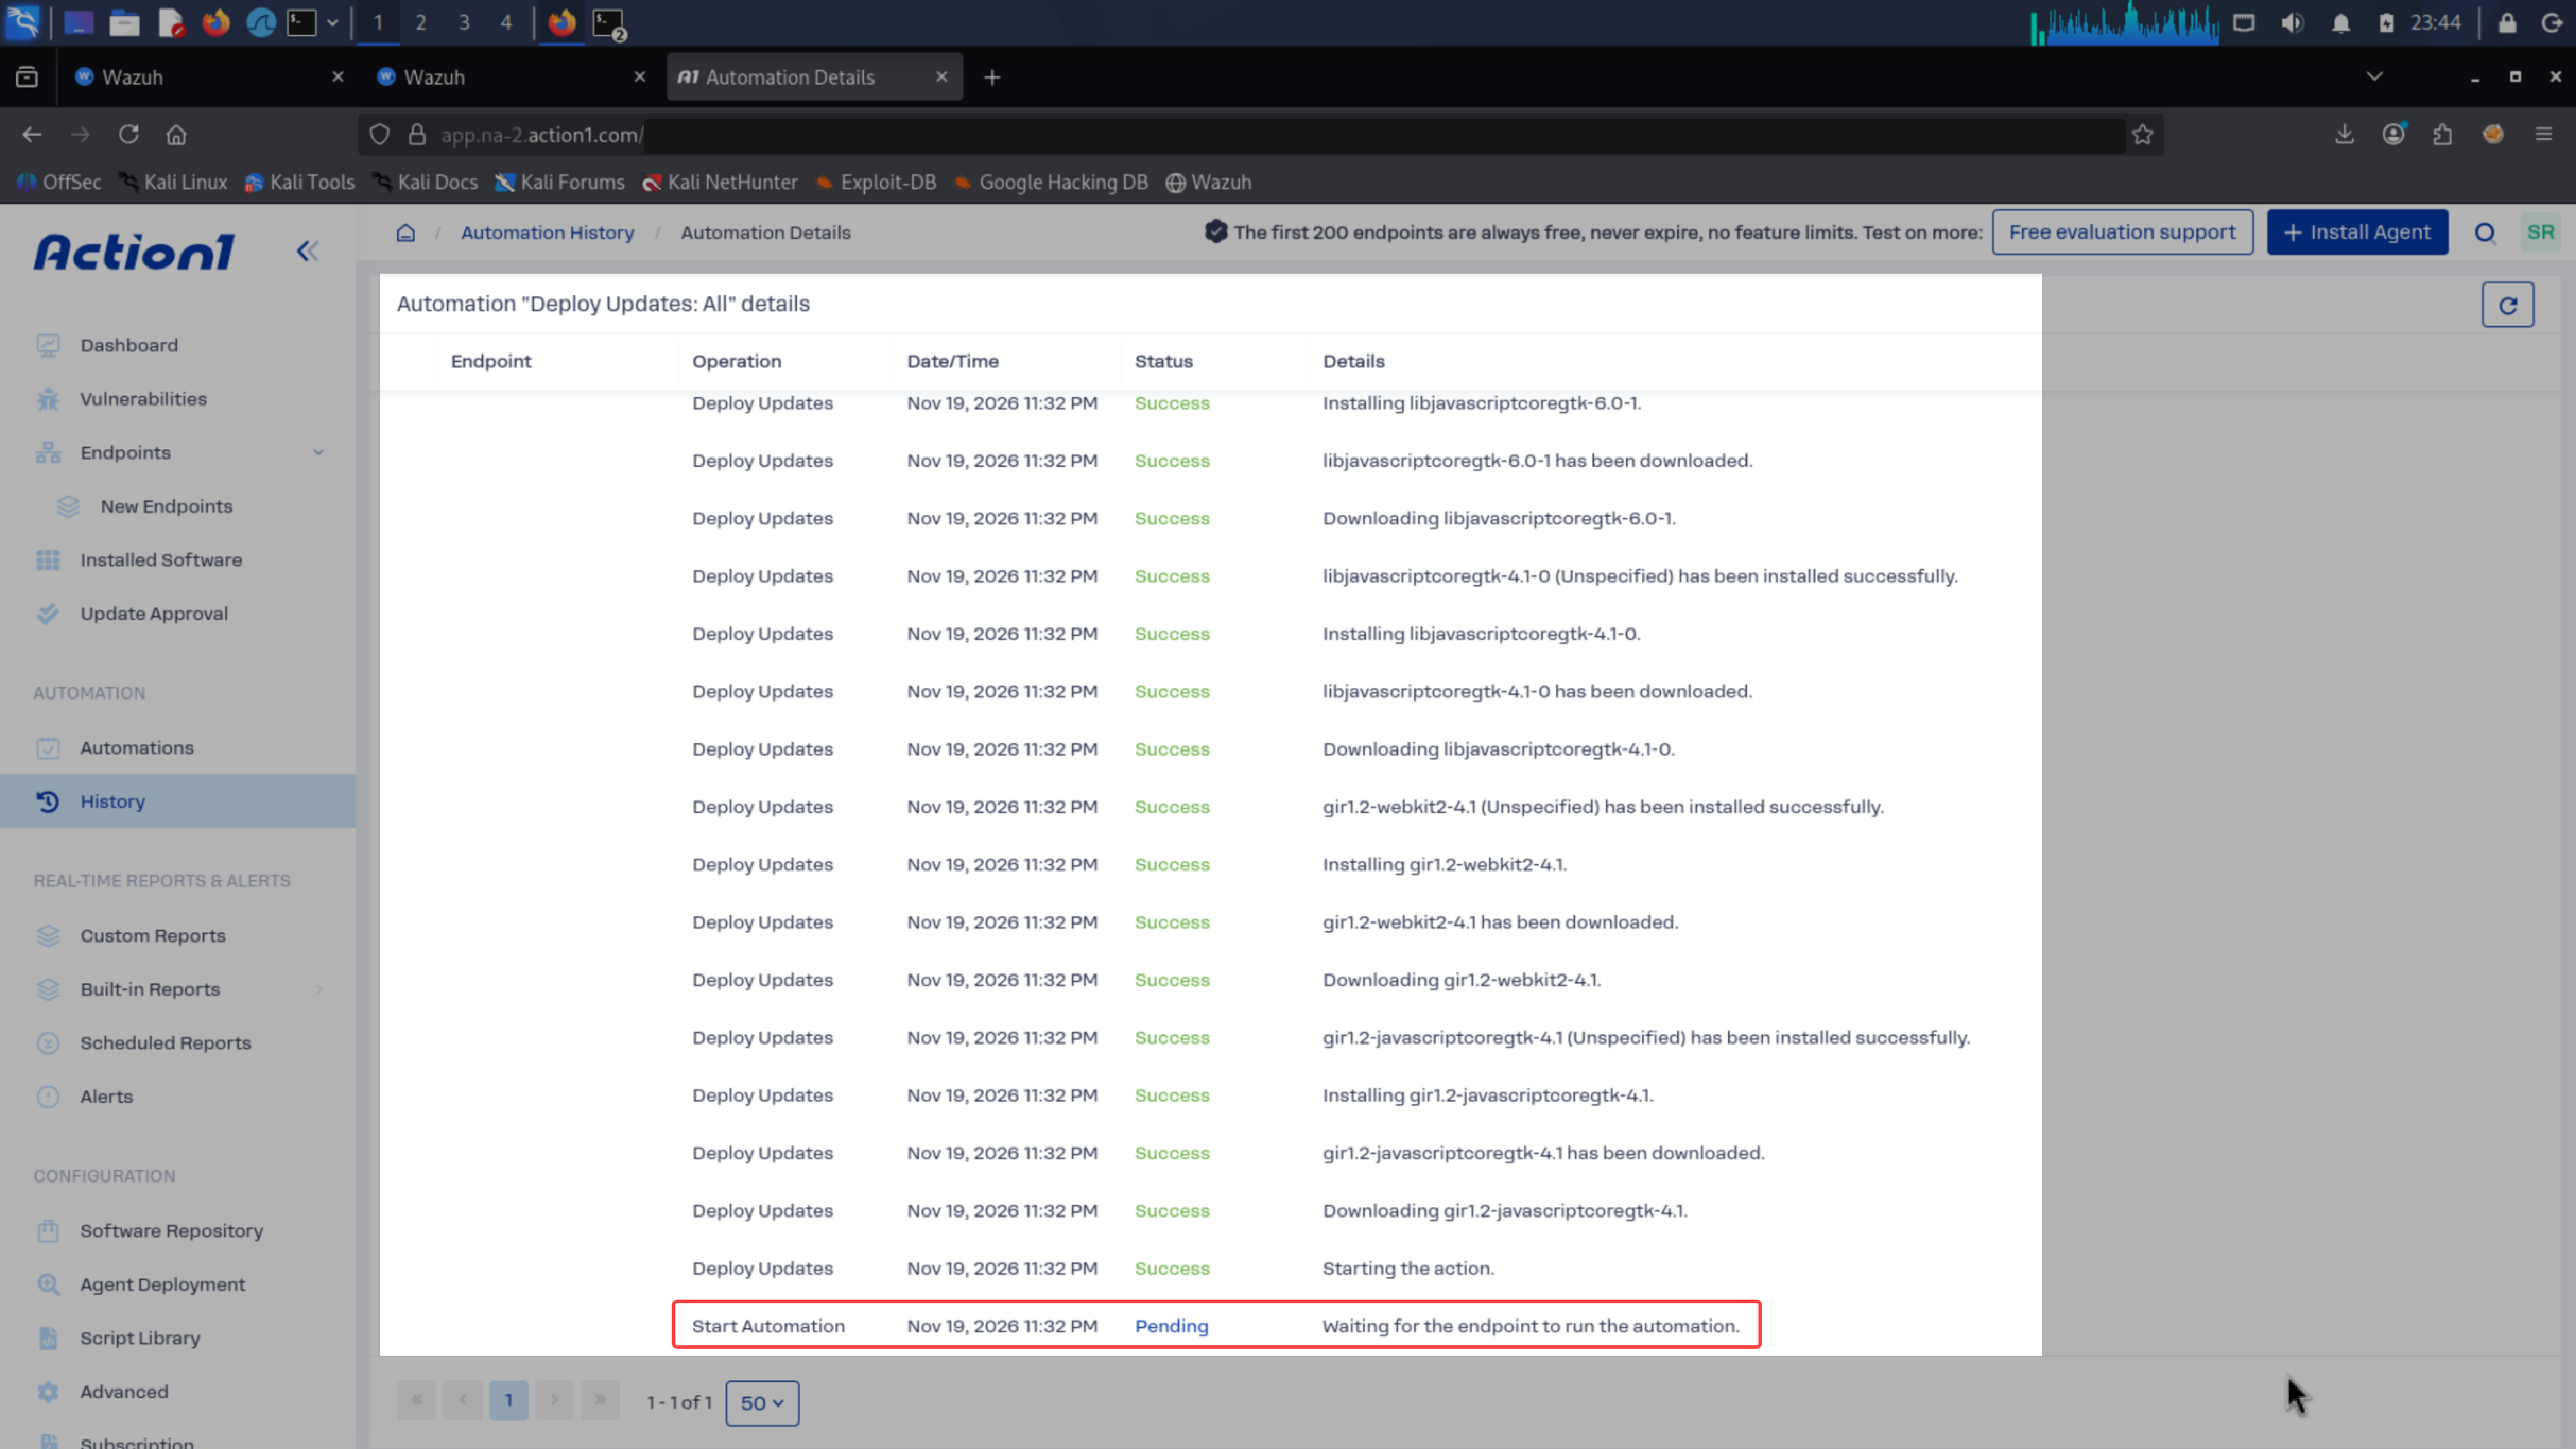 1 2 3 4 2 23:44
Wazuh Wazuh A1 Automation Details
app.na-2.action1.com/
OffSec Kali Linux Kali Tools Kali Docs Kali Forums Kali NetHunter Exploit-DB Google Hacking DB Wazuh
Action1
/ Automation History / Automation Details The first 200 endpoints are always free, never expire, no feature limits. Test on more: Free evaluation support + Install Agent SR
Dashboard
Vulnerabilities
Endpoints
New Endpoints
Installed Software
Update Approval
AUTOMATION
Automations
History
REAL-TIME REPORTS & ALERTS
Custom Reports
Built-in Reports
Scheduled Reports
Alerts
CONFIGURATION
Software Repository
Agent Deployment
Script Library
Advanced
Subscription
Automation "Deploy Updates: All" details
Endpoint Operation Date/Time Status Details
Deploy Updates Nov 19, 2026 11:32 PM Success Installing libjavascriptcoregtk-6.0-1.
Deploy Updates Nov 19, 2026 11:32 PM Success libjavascriptcoregtk-6.0-1 has been downloaded.
Deploy Updates Nov 19, 2026 11:32 PM Success Downloading libjavascriptcoregtk-6.0-1.
Deploy Updates Nov 19, 2026 11:32 PM Success libjavascriptcoregtk-4.1-0 (Unspecified) has been installed successfully.
Deploy Updates Nov 19, 2026 11:32 PM Success Installing libjavascriptcoregtk-4.1-0.
Deploy Updates Nov 19, 2026 11:32 PM Success libjavascriptcoregtk-4.1-0 has been downloaded.
Deploy Updates Nov 19, 2026 11:32 PM Success Downloading libjavascriptcoregtk-4.1-0.
Deploy Updates Nov 19, 2026 11:32 PM Success gir1.2-webkit2-4.1 (Unspecified) has been installed successfully.
Deploy Updates Nov 19, 2026 11:32 PM Success Installing gir1.2-webkit2-4.1.
Deploy Updates Nov 19, 2026 11:32 PM Success gir1.2-webkit2-4.1 has been downloaded.
Deploy Updates Nov 19, 2026 11:32 PM Success Downloading gir1.2-webkit2-4.1.
Deploy Updates Nov 19, 2026 11:32 PM Success gir1.2-javascriptcoregtk-4.1 (Unspecified) has been installed successfully.
Deploy Updates Nov 19, 2026 11:32 PM Success Installing gir1.2-javascriptcoregtk-4.1.
Deploy Updates Nov 19, 2026 11:32 PM Success gir1.2-javascriptcoregtk-4.1 has been downloaded.
Deploy Updates Nov 19, 2026 11:32 PM Success Downloading gir1.2-javascriptcoregtk-4.1.
Deploy Updates Nov 19, 2026 11:32 PM Success Starting the action.
Start Automation Nov 19, 2026 11:32 PM Pending Waiting for the endpoint to run the automation.
« ‹ 1 › » 1 - 1 of 1 50